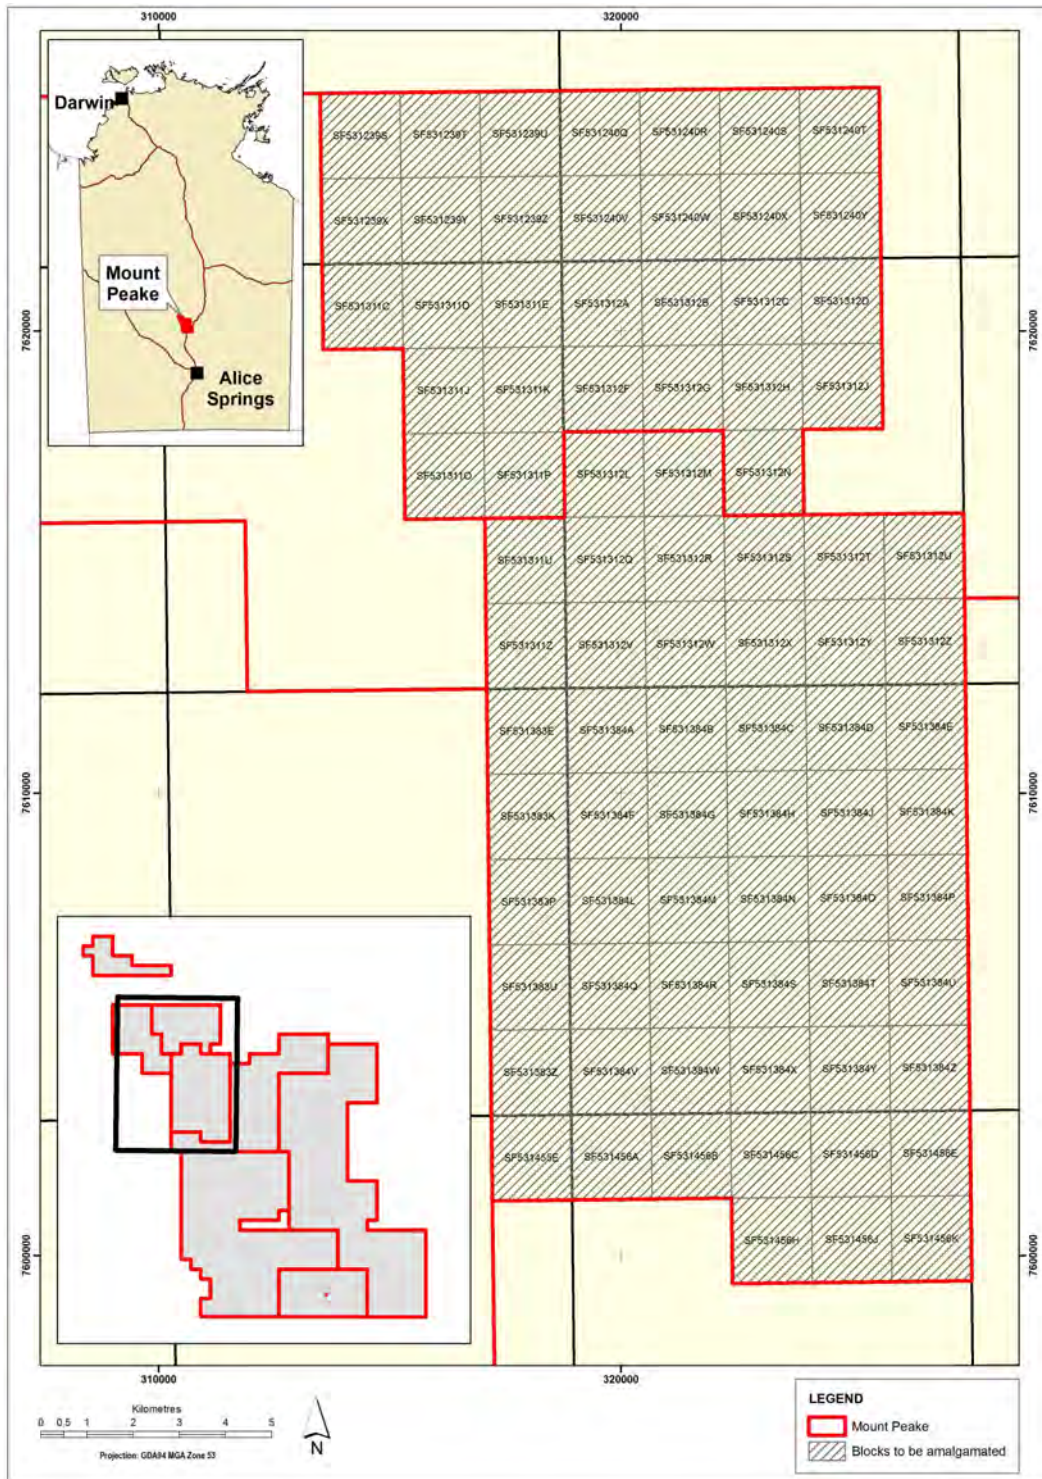 310000 320000
Darwin
Mount
Peake
Alice
Springs
SF531239S SF531239T SF531239U SF531240Q SF531240R SF531240S SF531240T
SF531239X SF531239Y SF531239Z SF531240V SF531240W SF531240X SF531240Y
SF531311C SF531311D SF531311E SF531312A SF531312B SF531312C SF531312D
7620000 7620000
SF531311J SF531311K SF531312F SF531312G SF531312H SF531312J
SF531311O SF531311P SF531312L SF531312M SF531312N
SF531311U SF531312Q SF531312R SF531312S SF531312T SF531312U
SF531311Z SF531312V SF531312W SF531312X SF531312Y SF531312Z
SF531383E SF531384A SF531384B SF531384C SF531384D SF531384E
7610000 7610000
SF531383K SF531384F SF531384G SF531384H SF531384J SF531384K
SF531383P SF531384L SF531384M SF531384N SF531384O SF531384P
SF531383U SF531384Q SF531384R SF531384S SF531384T SF531384U
SF531383Z SF531384V SF531384W SF531384X SF531384Y SF531384Z
SF531455E SF531456A SF531456B SF531456C SF531456D SF531456E
SF531456H SF531456J SF531456K
7600000 7600000
310000 320000
Kilometres
0 0.5 1 2 3 4 5
Projection: GDA94 MGA Zone 53
N
LEGEND
Mount Peake
Blocks to be amalgamated